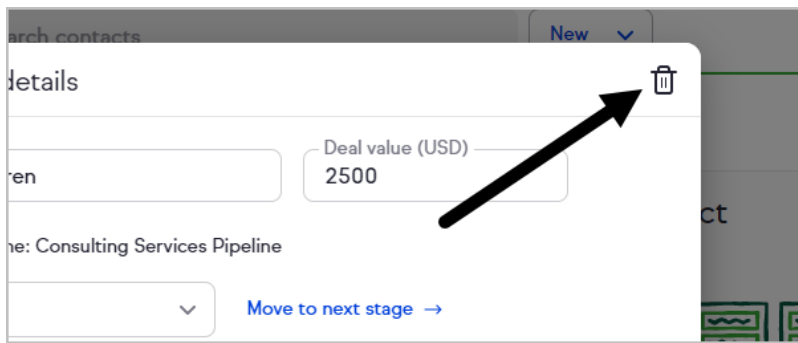 arch contacts
New
details
Deal value (USD)
ren
2500
ne: Consulting Services Pipeline
ct
Move to next stage →